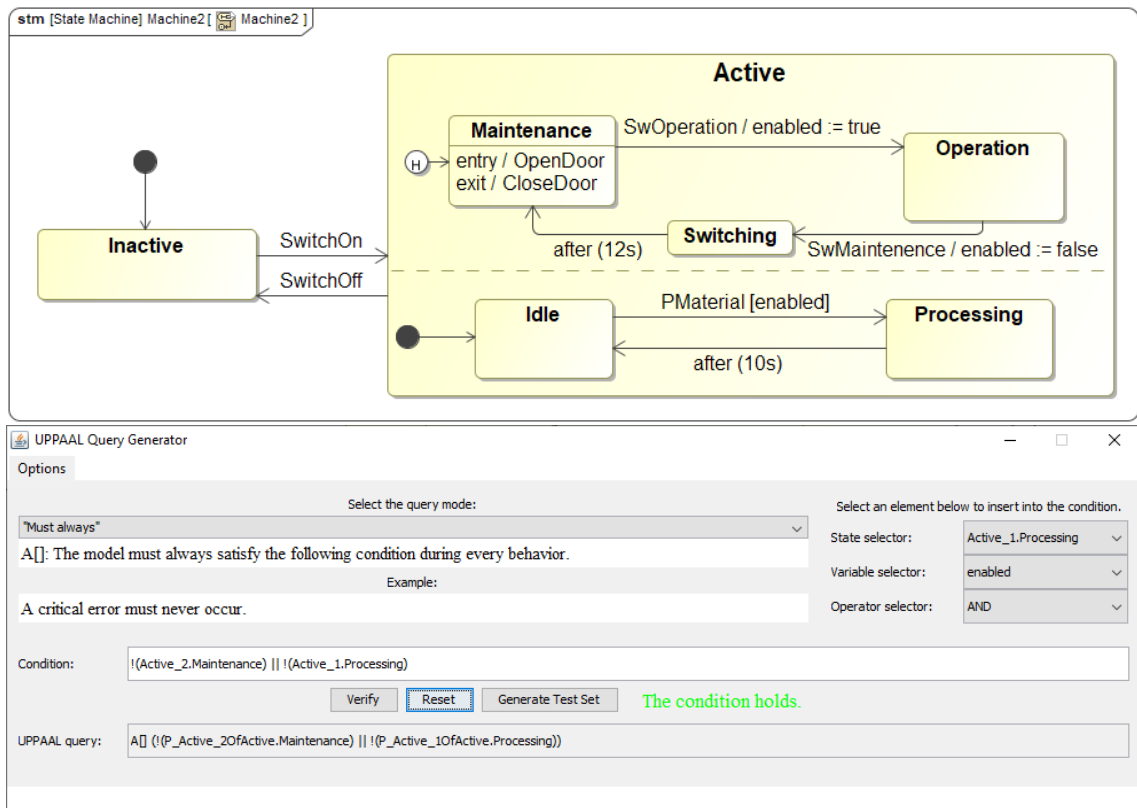 stm [State Machine] Machine2 [ Machine2 ]
Active
Maintenance
entry / OpenDoor
exit / CloseDoor
SwOperation / enabled := true
Operation
H
Inactive
SwitchOn
SwitchOff
Switching
after (12s)
SwMaintenence / enabled := false
Idle
PMaterial [enabled]
Processing
after (10s)
UPPAAL Query Generator
Options
Select the query mode:
"Must always"
A[]: The model must always satisfy the following condition during every behavior.
Example:
A critical error must never occur.
Select an element below to insert into the condition.
State selector: Active_1.Processing
Variable selector: enabled
Operator selector: AND
Condition: !(Active_2.Maintenance) || !(Active_1.Processing)
Verify Reset Generate Test Set The condition holds.
UPPAAL query: A[] (!(P_Active_2OfActive.Maintenance) || !(P_Active_1OfActive.Processing))